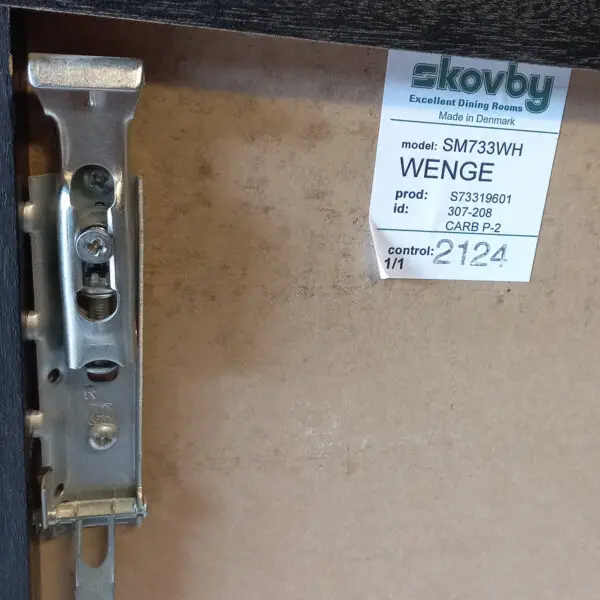 skovby
Excellent Dining Rooms
Made in Denmark
model: SM733WH
WENGE
prod: S73319601
id: 307-208
CARB P-2
control: 2124
1/1